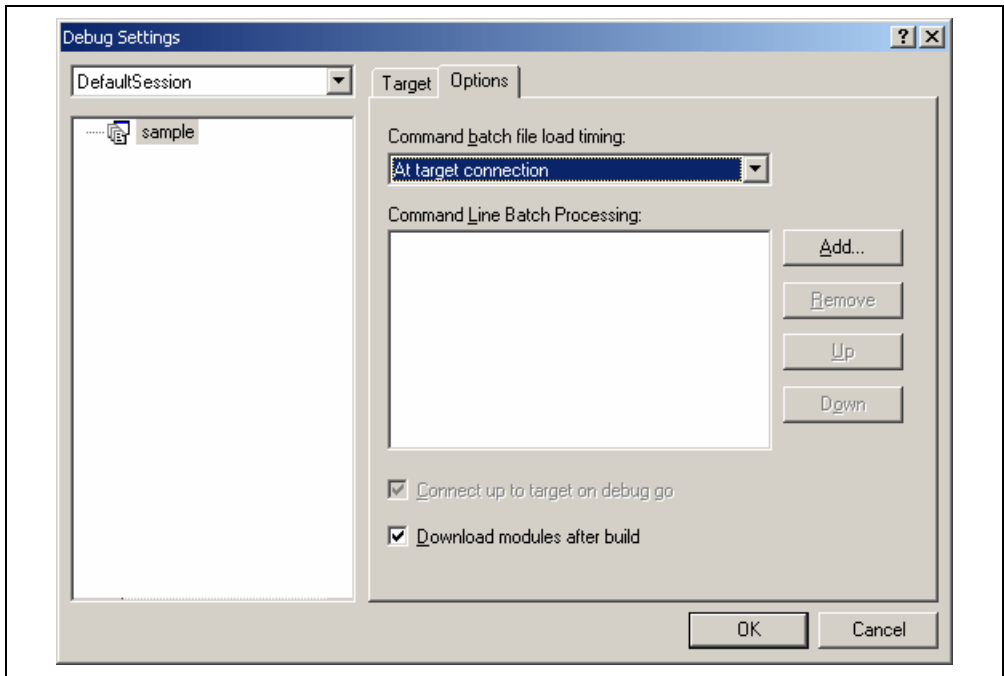 Debug Settings
DefaultSession
sample
Target
Options
Command batch file load timing:
At target connection
Command Line Batch Processing:
Add...
Remove
Up
Down
Connect up to target on debug go
Download modules after build
OK
Cancel